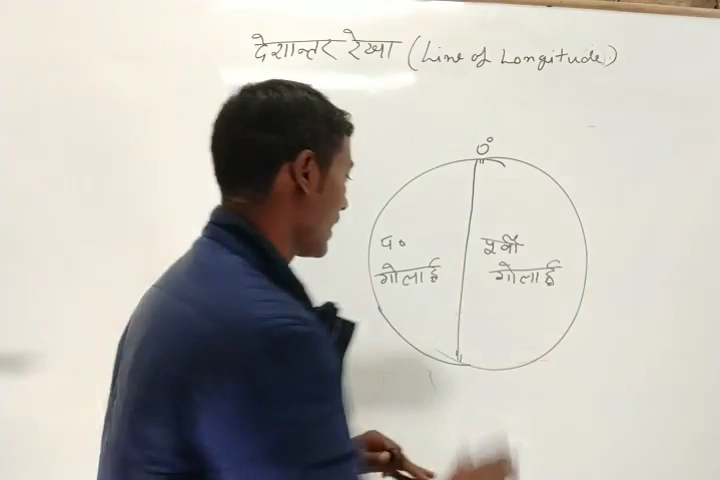 देशान्तर रेखा (Line of Longitude)
0°
प०
गोलार्द्ध
पूर्वी
गोलार्द्ध